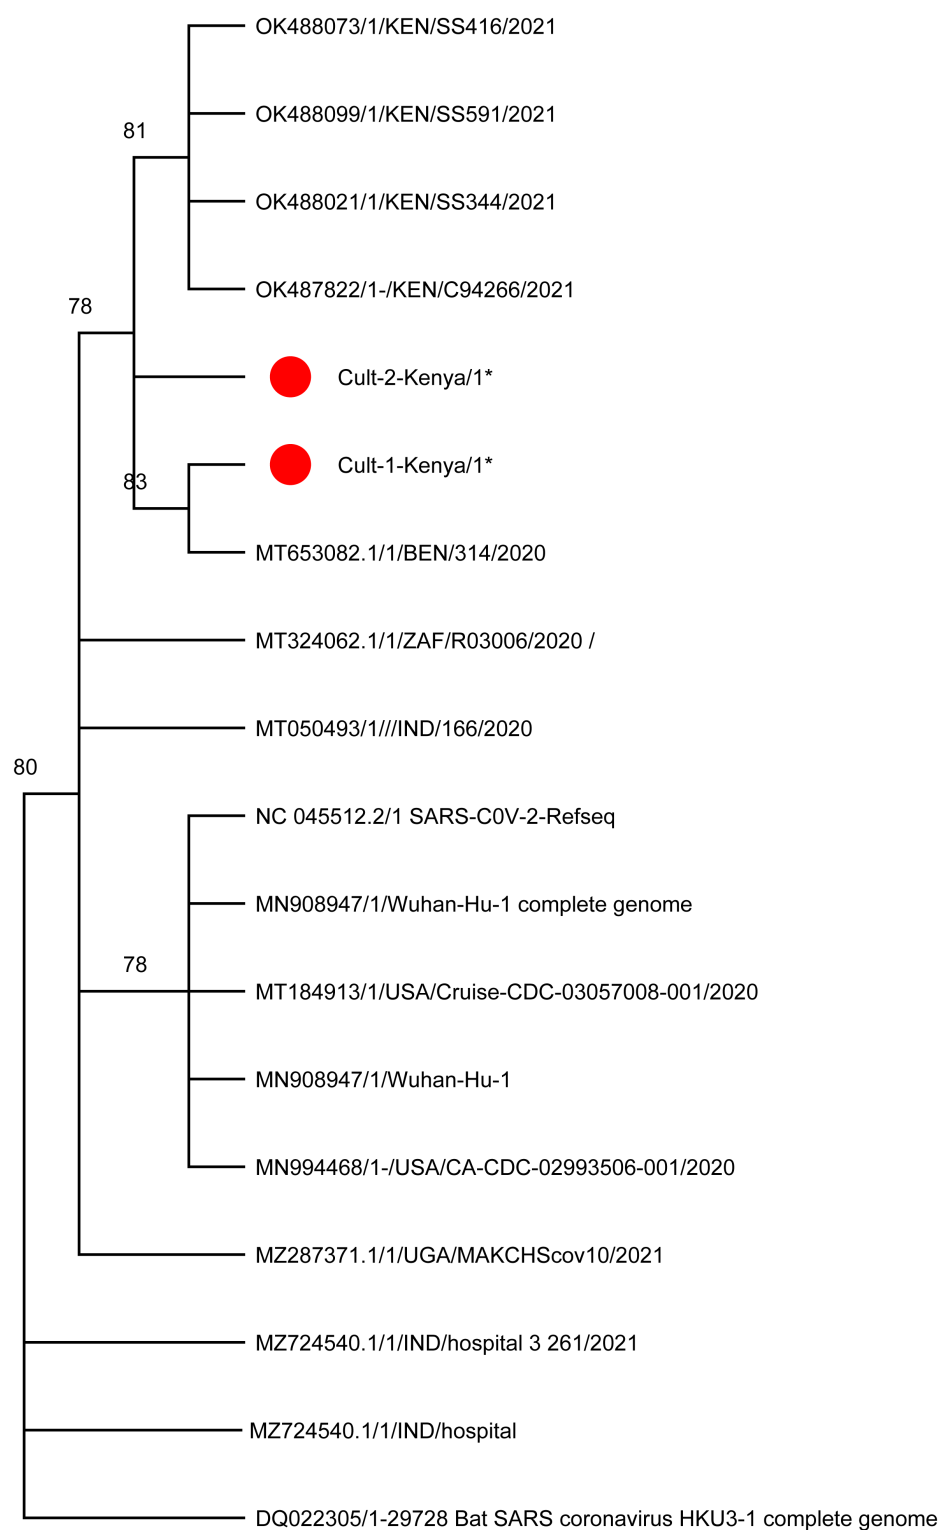 OK488073/1/KEN/SS416/2021
OK488099/1/KEN/SS591/2021
81
OK488021/1/KEN/SS344/2021
OK487822/1-/KEN/C94266/2021
78
Cult-2-Kenya/1*
Cult-1-Kenya/1*
83
MT653082.1/1/BEN/314/2020
MT324062.1/1/ZAF/R03006/2020 /
MT050493/1///IND/166/2020
80
NC 045512.2/1 SARS-C0V-2-Refseq
MN908947/1/Wuhan-Hu-1 complete genome
78
MT184913/1/USA/Cruise-CDC-03057008-001/2020
MN908947/1/Wuhan-Hu-1
MN994468/1-/USA/CA-CDC-02993506-001/2020
MZ287371.1/1/UGA/MAKCHScov10/2021
MZ724540.1/1/IND/hospital 3 261/2021
MZ724540.1/1/IND/hospital
DQ022305/1-29728 Bat SARS coronavirus HKU3-1 complete genome